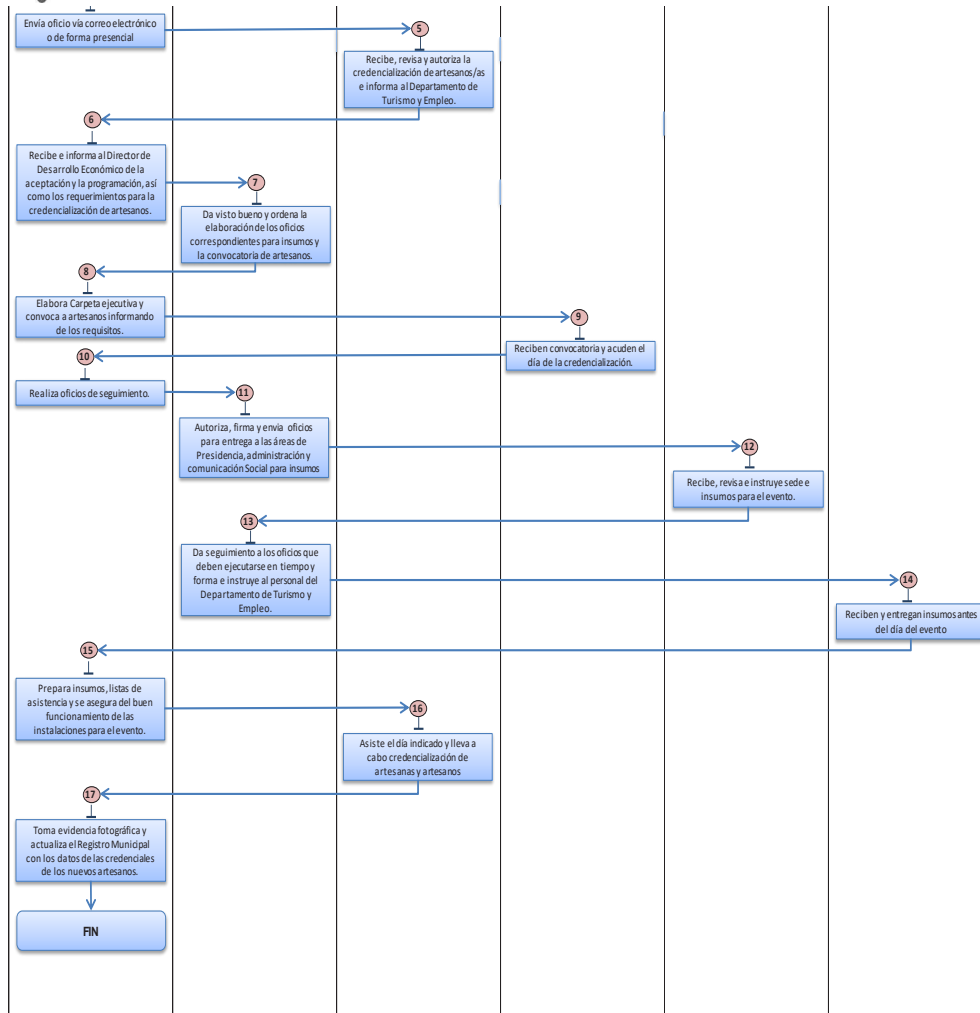 Envía oficio vía correo electrónico
o de forma presencial
5
Recibe, revisa y autoriza la
credencialización de artesanos/as
e informa al Departamento de
Turismo y Empleo.
6
Recibe e informa al Director de
Desarrollo Económico de la
aceptación y la programación, así
como los requerimientos para la
credencialización de artesanos.
7
Da visto bueno y ordena la
elaboración de los oficios
correspondientes para insumos y
la convocatoria de artesanos.
8
Elabora Carpeta ejecutiva y
convoca a artesanos informando
de los requisitos.
9
Reciben convocatoria y acuden el
día de la credencialización.
10
Realiza oficios de seguimiento.
11
Autoriza, firma y envia oficios
para entrega a las áreas de
Presidencia, administración y
comunicación Social para insumos
12
Recibe, revisa e instruye sede e
insumos para el evento.
13
Da seguimiento a los oficios que
deben ejecutarse en tiempo y
forma e instruye al personal del
Departamento de Turismo y
Empleo.
14
Reciben y entregan insumos antes
del día del evento
15
Prepara insumos, listas de
asistencia y se asegura del buen
funcionamiento de las
instalaciones para el evento.
16
Asiste el día indicado y lleva a
cabo credencialización de
artesanas y artesanos
17
Toma evidencia fotográfica y
actualiza el Registro Municipal
con los datos de las credenciales
de los nuevos artesanos.
FIN